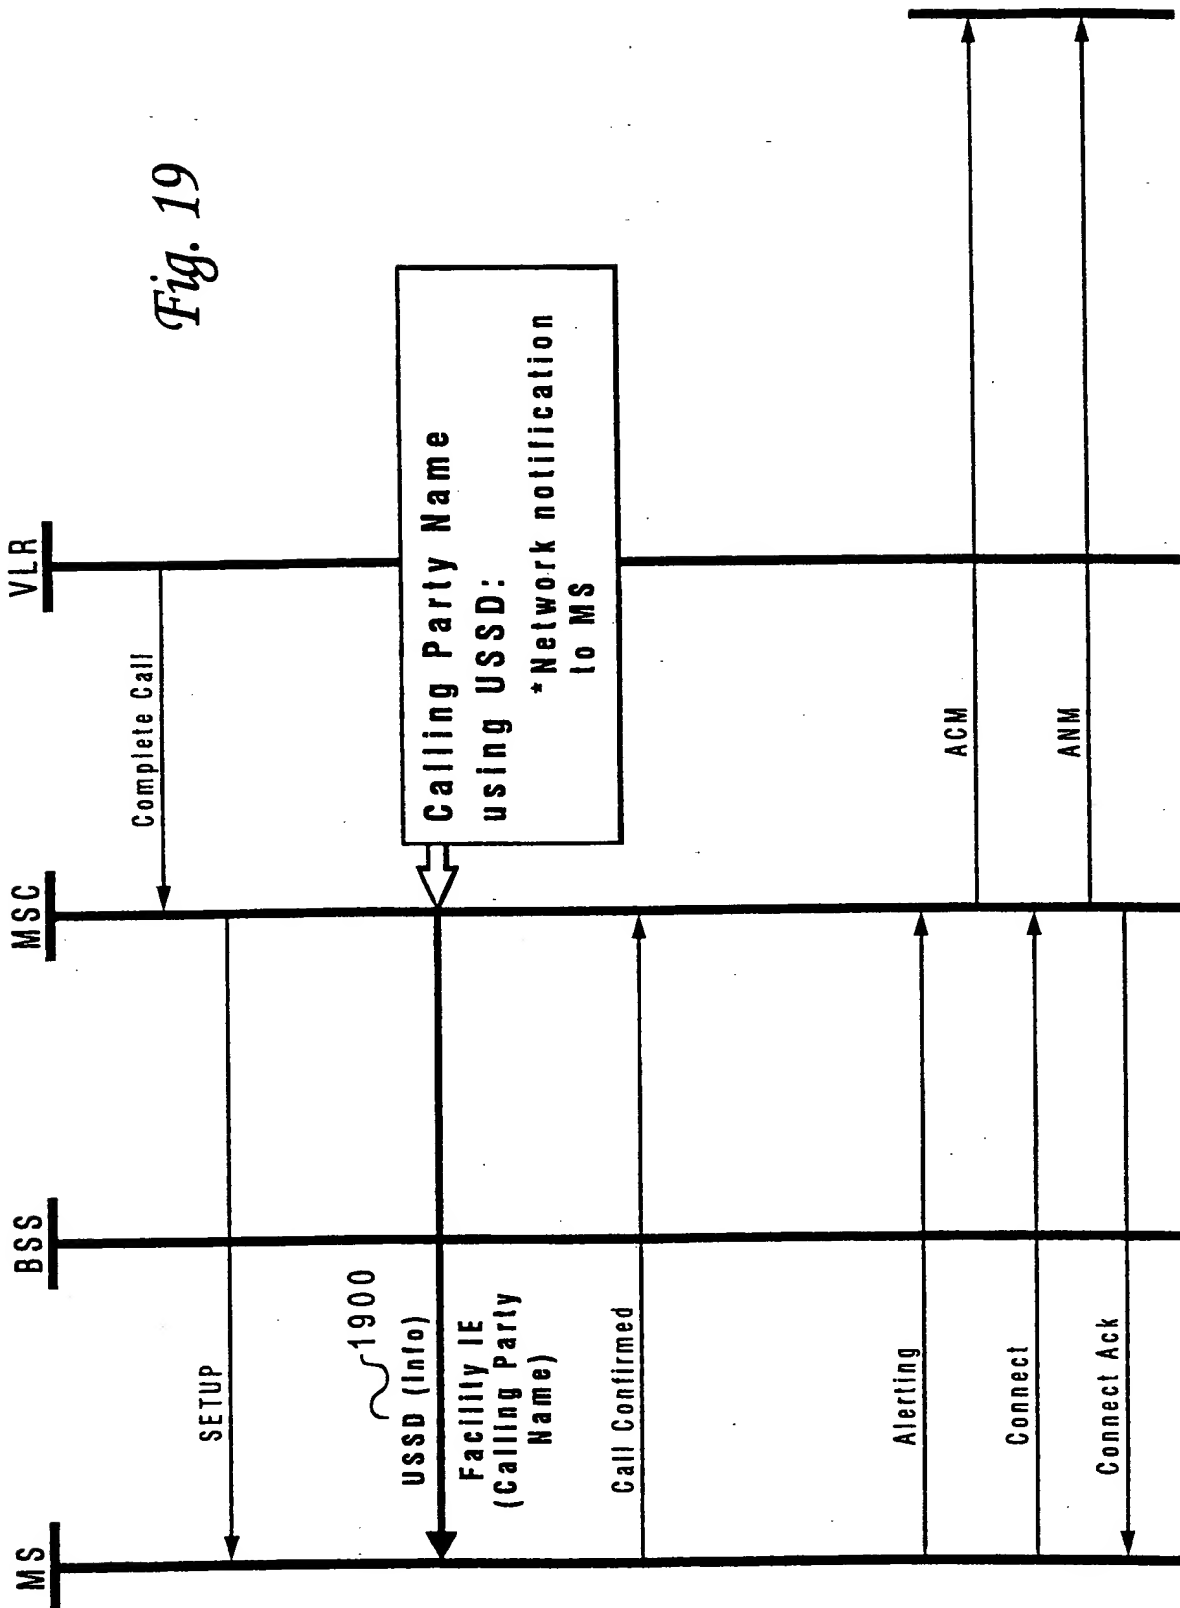 Fig. 19
MS
BSS
MSC
VLR
Complete Call
SETUP
1900
USSD (Info)
Facility IE
(Calling Party
Name)
Calling Party Name
using USSD:
*Network notification
to MS
Call Confirmed
Alerting
ACM
Connect
ANM
Connect Ack